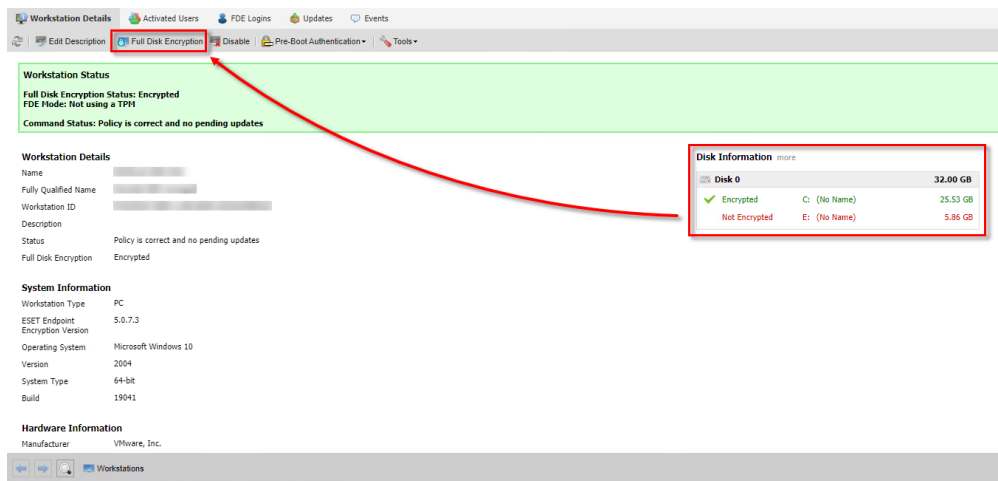 Workstation Details Activated Users FDE Logins Updates Events
Edit Description Full Disk Encryption Disable Pre-Boot Authentication Tools
Workstation Status
Full Disk Encryption Status: Encrypted
FDE Mode: Not using a TPM
Command Status: Policy is correct and no pending updates
Workstation Details
Name
Fully Qualified Name
Workstation ID
Description
Status Policy is correct and no pending updates
Full Disk Encryption Encrypted
Disk Information more
Disk 0 32.00 GB
Encrypted C: (No Name) 25.53 GB
Not Encrypted E: (No Name) 5.86 GB
System Information
Workstation Type PC
ESET Endpoint 5.0.7.3
Encryption Version
Operating System Microsoft Windows 10
Version 2004
System Type 64-bit
Build 19041
Hardware Information
Manufacturer VMware, Inc.
Workstations